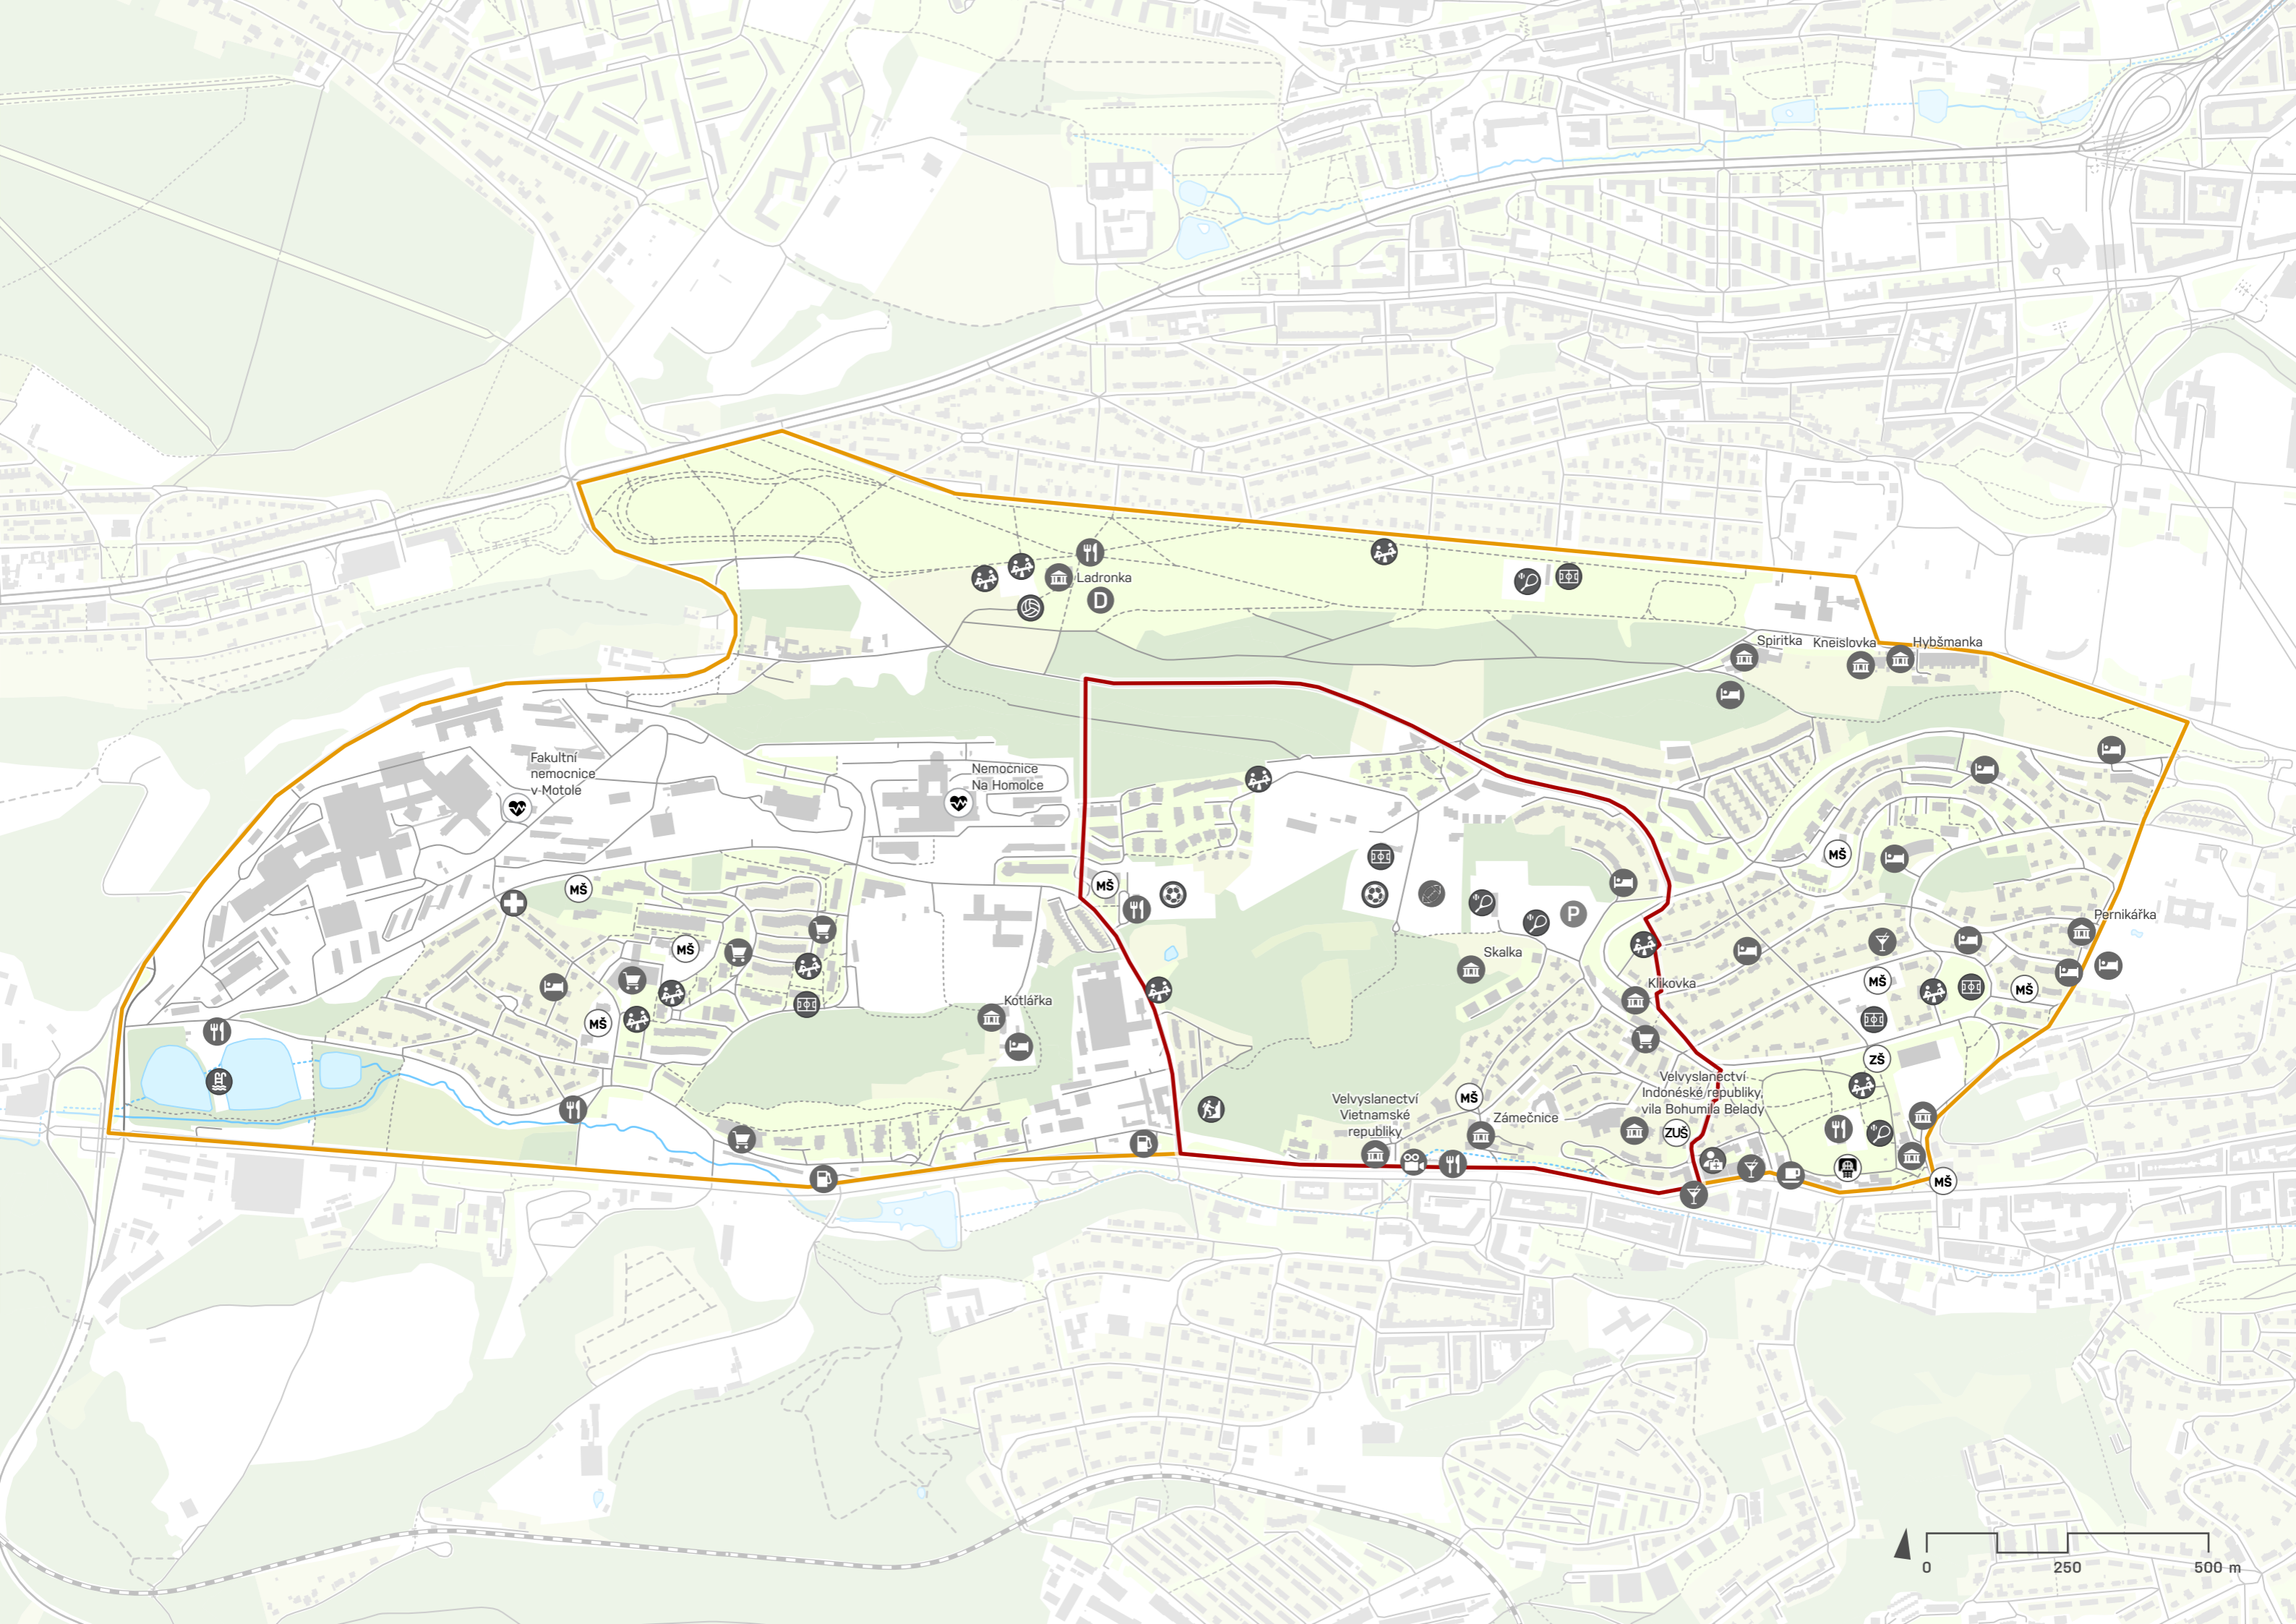 Ladronka
D
Spiritka
Kneislovka
Hybšmanka
Fakultní
nemocnice
v Motole
Nemocnice
Na Homolce
MŠ
MŠ
MŠ
P
Pernikářka
MŠ
Skalka
MŠ
Klikovka
MŠ
MŠ
Kotlářka
ZŠ
Velvyslanectví
Indonéské republiky,
vila Bohumila Belady
Velvyslanectví
Vietnamské
republiky
MŠ
Zámečnice
ZUŠ
MŠ
0
250
500 m